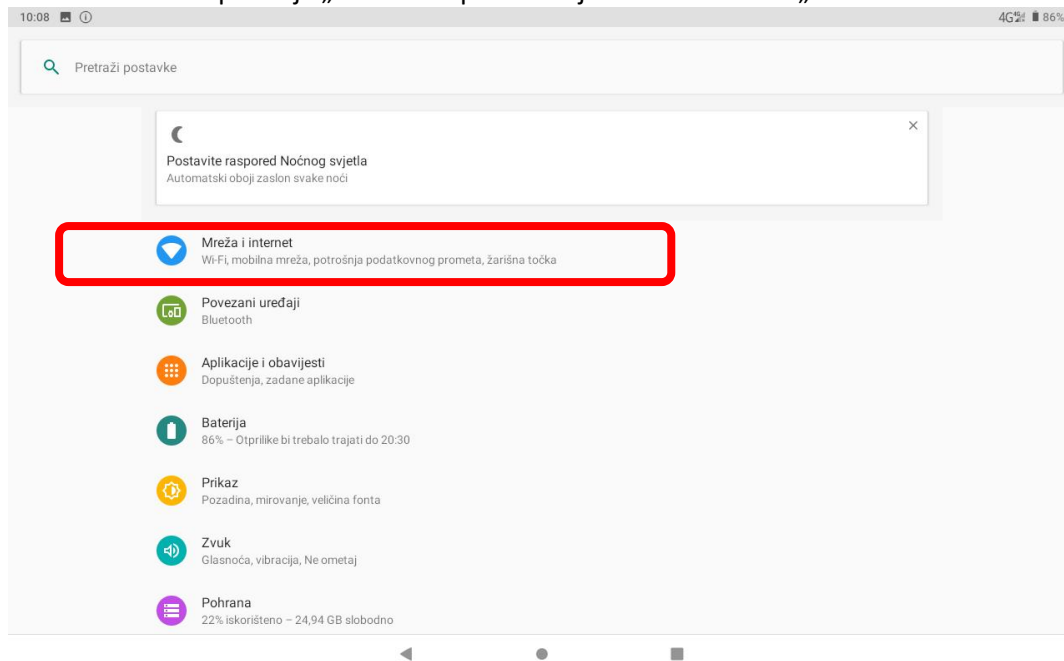 10:08 4G 86%
Pretraži postavke
Postavite raspored Noćnog svjetla
Automatski oboji zaslon svake noći
Mreža i internet
Wi-Fi, mobilna mreža, potrošnja podatkovnog prometa, žarišna točka
Povezani uređaji
Bluetooth
Aplikacije i obavijesti
Dopuštenja, zadane aplikacije
Baterija
86% – Otprilike bi trebalo trajati do 20:30
Prikaz
Pozadina, mirovanje, veličina fonta
Zvuk
Glasnoća, vibracija, Ne ometaj
Pohrana
22% iskorišteno – 24,94 GB slobodno